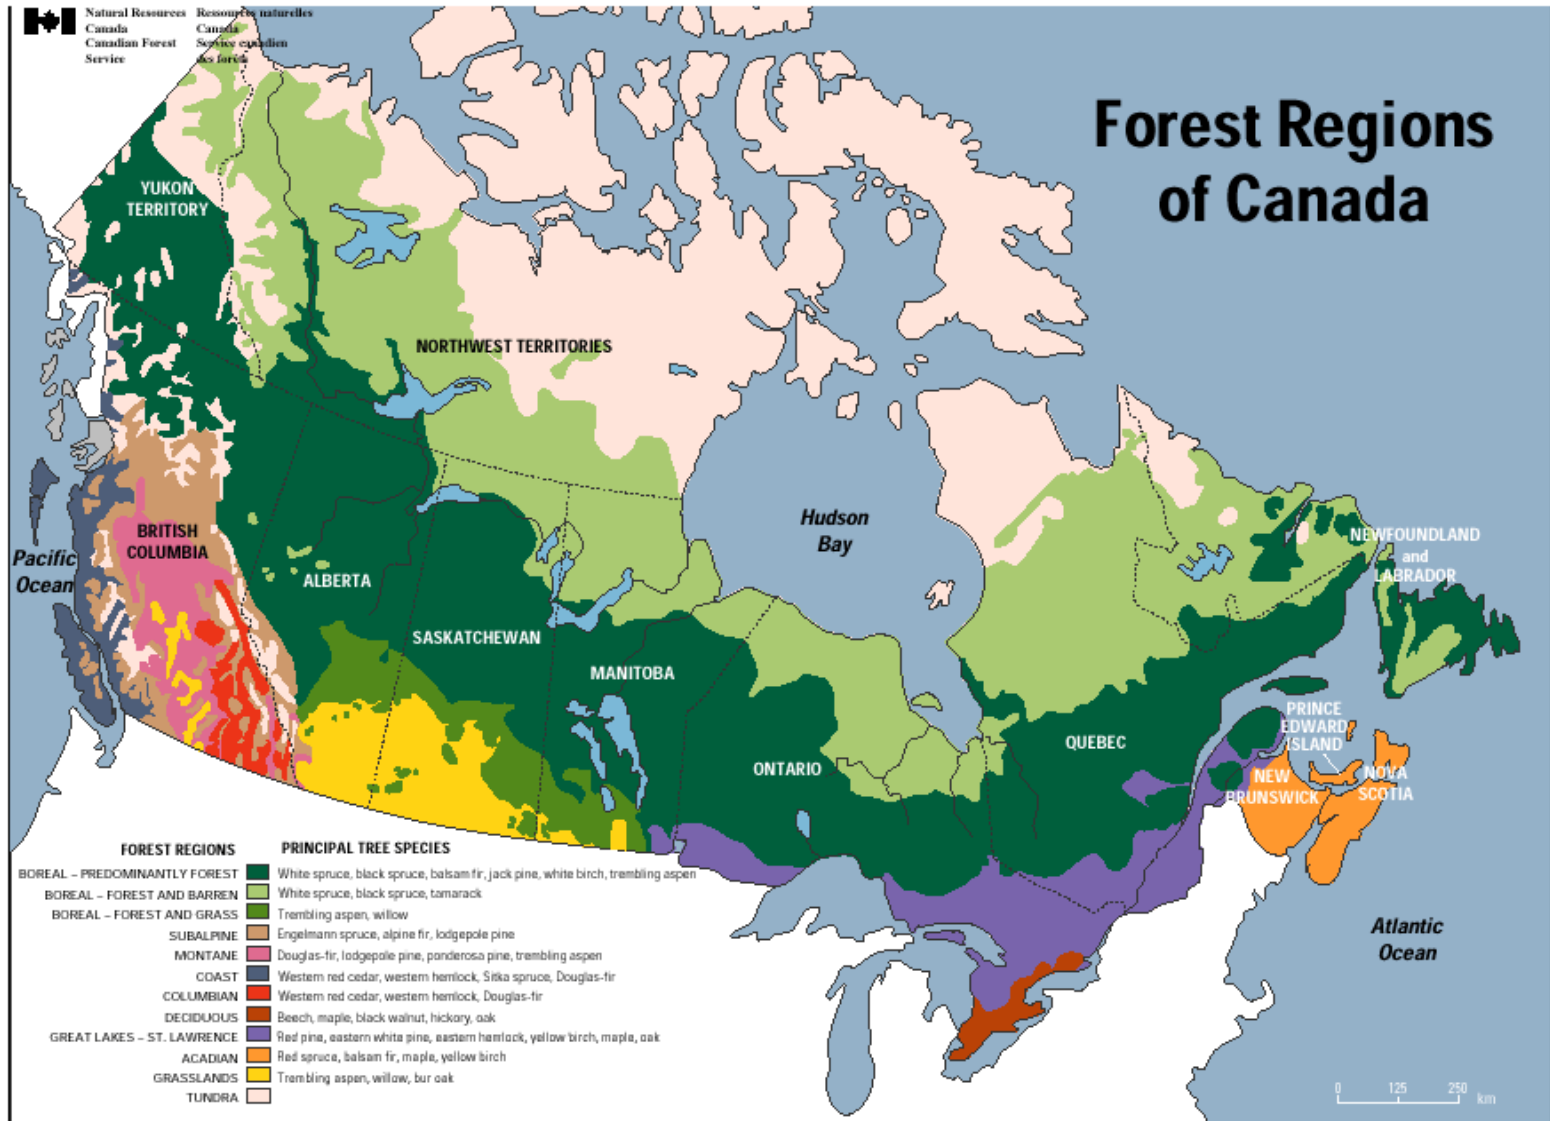 Natural Resources Ressources naturelles
Canada Canada
Canadian Forest Service canadien
Service des forêts
Forest Regions
of Canada
YUKON
TERRITORY
NORTHWEST TERRITORIES
BRITISH
COLUMBIA
Pacific
Ocean
ALBERTA
SASKATCHEWAN
MANITOBA
Hudson
Bay
ONTARIO
QUEBEC
NEWFOUNDLAND
and
LABRADOR
PRINCE
EDWARD
ISLAND
NEW
BRUNSWICK
NOVA
SCOTIA
Atlantic
Ocean
FOREST REGIONS PRINCIPAL TREE SPECIES
BOREAL – PREDOMINANTLY FOREST White spruce, black spruce, balsam fir, jack pine, white birch, trembling aspen
BOREAL – FOREST AND BARREN White spruce, black spruce, tamarack
BOREAL – FOREST AND GRASS Trembling aspen, willow
SUBALPINE Engelmann spruce, alpine fir, lodgepole pine
MONTANE Douglas-fir, lodgepole pine, ponderosa pine, trembling aspen
COAST Western red cedar, western hemlock, Sitka spruce, Douglas-fir
COLUMBIAN Western red cedar, western hemlock, Douglas-fir
DECIDUOUS Beech, maple, black walnut, hickory, oak
GREAT LAKES – ST. LAWRENCE Red pine, eastern white pine, eastern hemlock, yellow birch, maple, oak
ACADIAN Red spruce, balsam fir, maple, yellow birch
GRASSLANDS Trembling aspen, willow, bur oak
TUNDRA
0 125 250
km